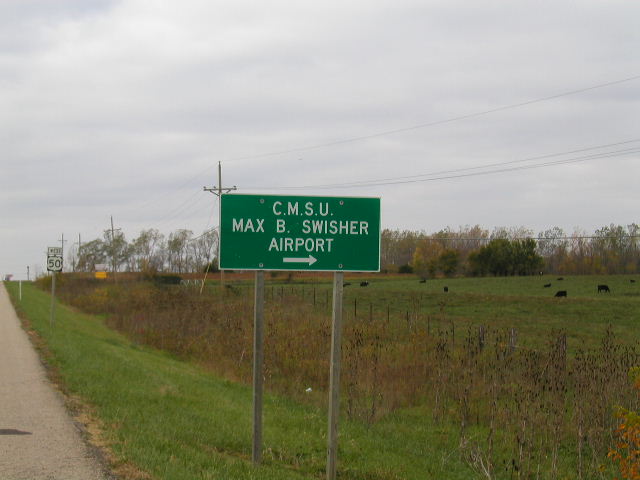 C.M.S.U.
MAX B. SWISHER
AIRPORT
50